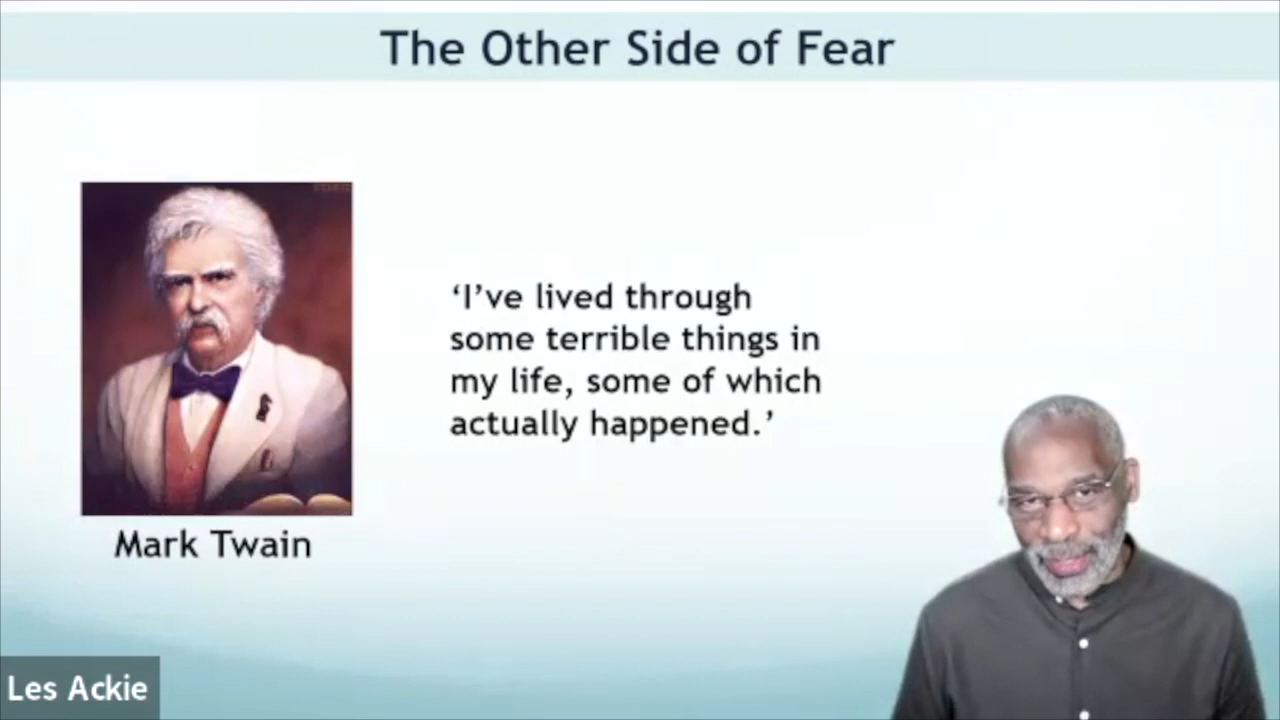 The Other Side of Fear
‘I’ve lived through
some terrible things in
my life, some of which
actually happened.’
Mark Twain
Les Ackie